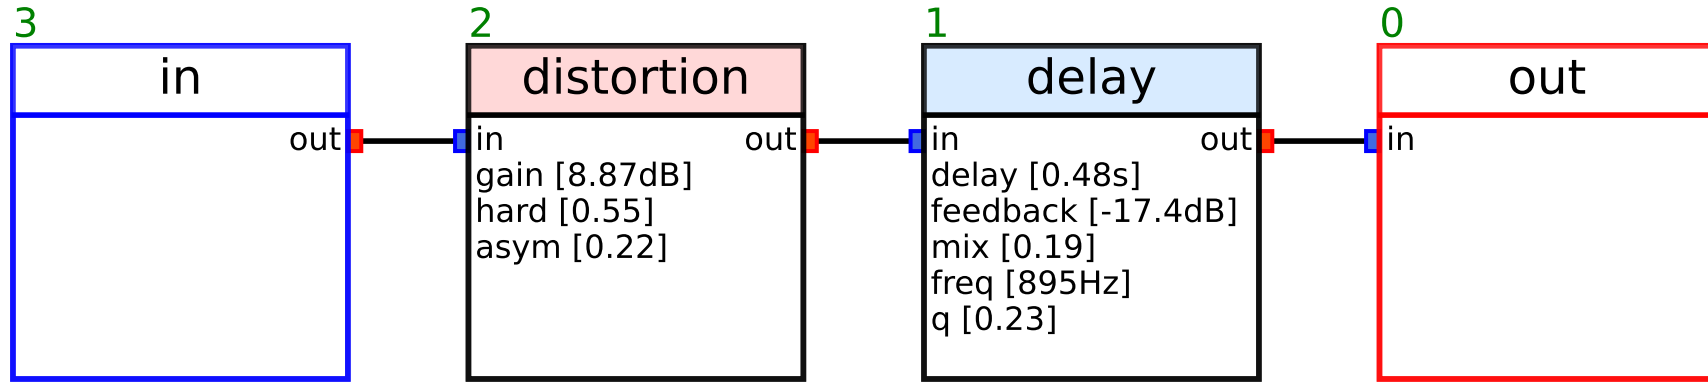 3
in
out
2
distortion
in
out
gain [8.87dB]
hard [0.55]
asym [0.22]
1
delay
in
out
delay [0.48s]
feedback [-17.4dB]
mix [0.19]
freq [895Hz]
q [0.23]
0
out
in